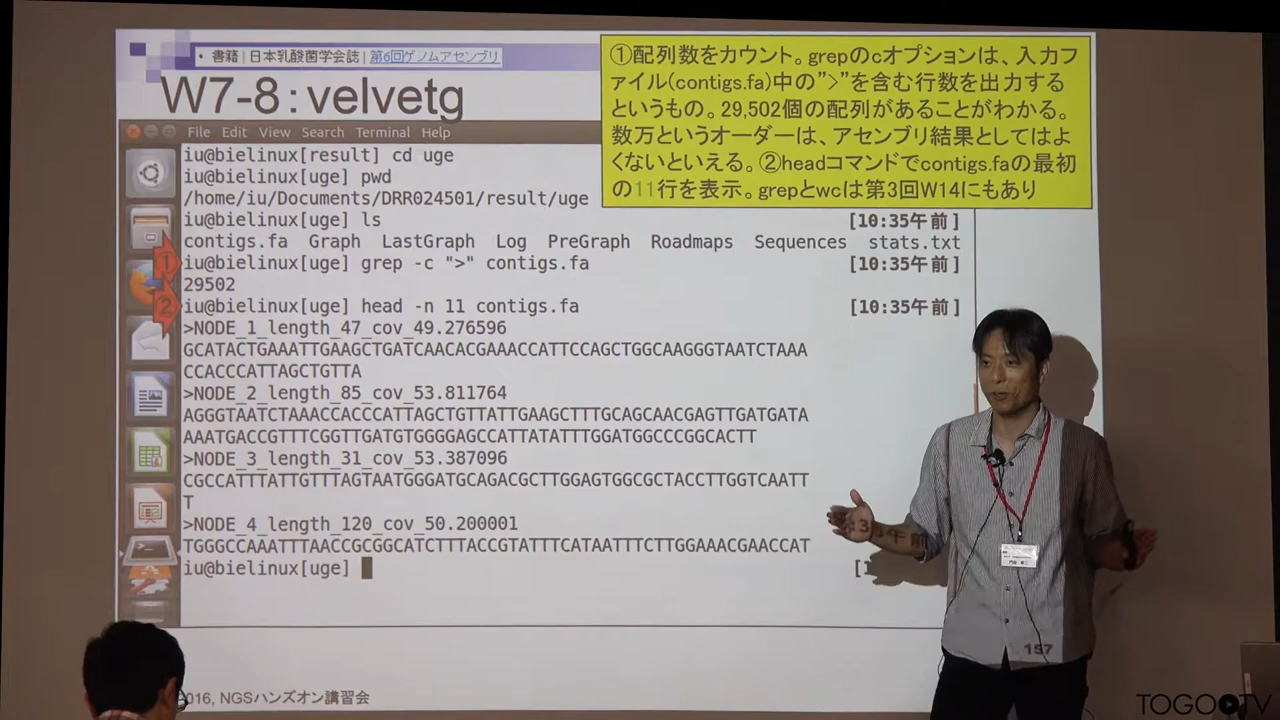 ・書籍 | 日本乳酸菌学会誌 | 第6回ゲノムアセンブリ
W7-8：velvetg
①配列数をカウント。grepのcオプションは、入力フ
ァイル(contigs.fa)中の”>”を含む行数を出力する
というもの。29,502個の配列があることがわかる。
数万というオーダーは、アセンブリ結果としてはよ
くないといえる。②headコマンドでcontigs.faの最初
の11行を表示。grepとwcは第3回W14にもあり
File Edit View Search Terminal Help
iu@bielinux[result] cd uge
iu@bielinux[uge] pwd
/home/iu/Documents/DRR024501/result/uge
iu@bielinux[uge] ls [10:35午前]
contigs.fa Graph LastGraph Log PreGraph Roadmaps Sequences stats.txt
① iu@bielinux[uge] grep -c ">" contigs.fa [10:35午前]
29502
② iu@bielinux[uge] head -n 11 contigs.fa [10:35午前]
>NODE_1_length_47_cov_49.276596
GCATACTGAAATTGAAGCTGATCAACACGAAACCATTCCAGCTGGCAAGGGTAATCTAAA
CCACCCATTAGCTGTTA
>NODE_2_length_85_cov_53.811764
AGGGTAATCTAAACCACCCATTAGCTGTTATTGAAGCTTTGCAGCAACGAGTTGATGATA
AAATGACCGTTTCGGTTGATGTGGGGAGCCATTATATTTGGATGGCCCGGCACTT
>NODE_3_length_31_cov_53.387096
CGCCATTTATTGTTTAGTAATGGGATGCAGACGCTTGGAGTGGCGCTACCTTGGTCAATT
T
>NODE_4_length_120_cov_50.200001
TGGGCCAAATTTAACCGCGGCATCTTTACCGTATTTCATAATTTCTTGGAAACGAACCAT
iu@bielinux[uge]
157
016, NGSハンズオン講習会
TOGOTV